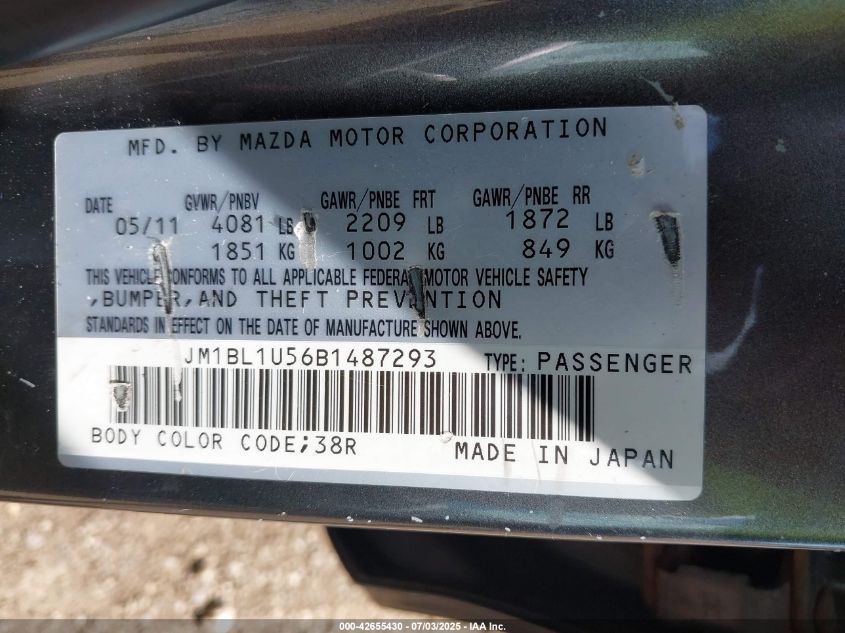 MFD. BY MAZDA MOTOR CORPORATION
DATE GVWR/PNBV GAWR/PNBE FRT GAWR/PNBE RR
05/11 4081 LB 2209 LB 1872 LB
1851 KG 1002 KG 849 KG
THIS VEHICLE CONFORMS TO ALL APPLICABLE FEDERAL MOTOR VEHICLE SAFETY
,BUMPER,AND THEFT PREVENTION
STANDARDS IN EFFECT ON THE DATE OF MANUFACTURE SHOWN ABOVE.
JM1BL1U56B1487293 TYPE: PASSENGER
BODY COLOR CODE;38R MADE IN JAPAN
000-42655430 - 07/03/2025 - IAA Inc.